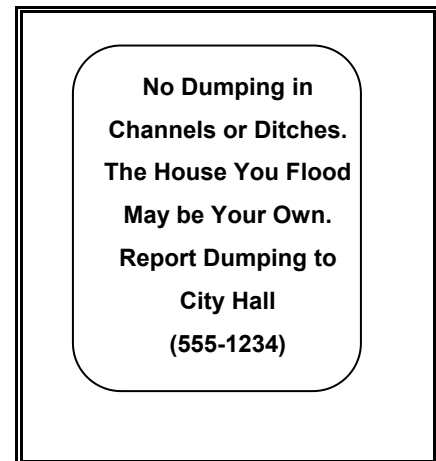 No Dumping in
Channels or Ditches.
The House You Flood
May be Your Own.
Report Dumping to
City Hall
(555-1234)